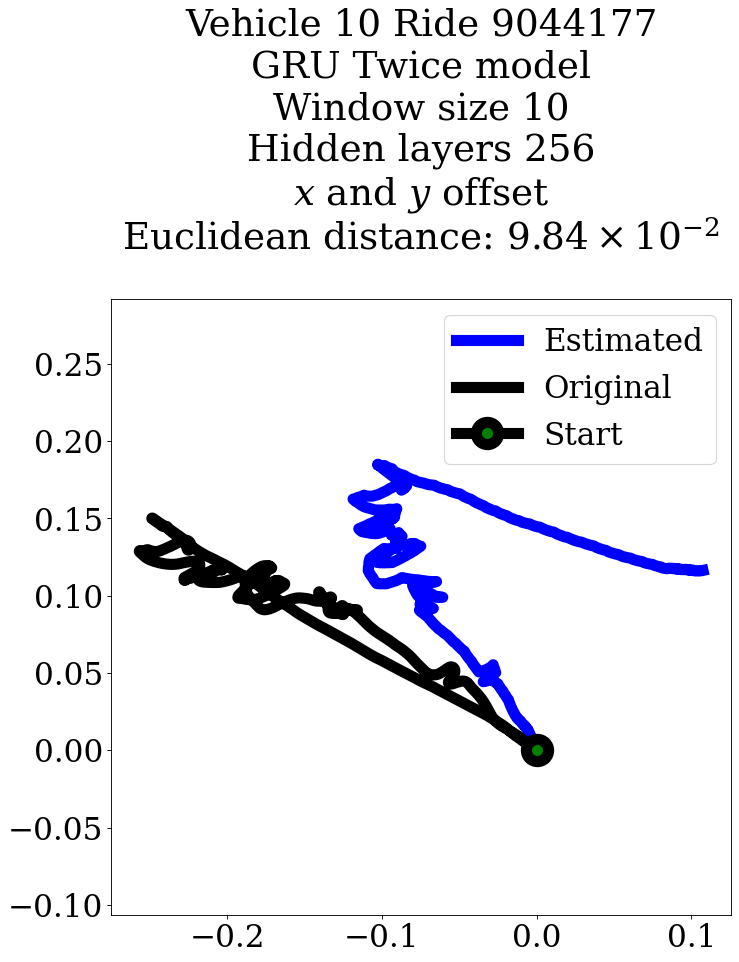 Vehicle 10 Ride 9044177
GRU Twice model
Window size 10
Hidden layers 256
x and y offset
Euclidean distance: 9.84 × 10⁻²
Estimated
Original
Start
0.25
0.20
0.15
0.10
0.05
0.00
−0.05
−0.10
−0.2
−0.1
0.0
0.1